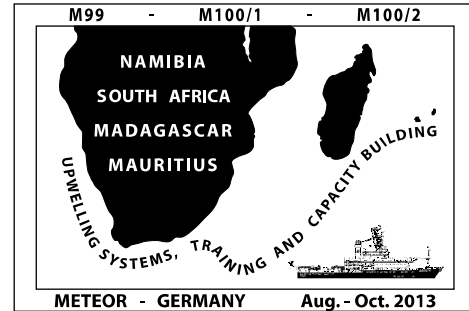 M99 - M100/1 - M100/2
NAMIBIA
SOUTH AFRICA
MADAGASCAR
MAURITIUS
UPWELLING SYSTEMS, TRAINING AND CAPACITY BUILDING
METEOR - GERMANY Aug. - Oct. 2013